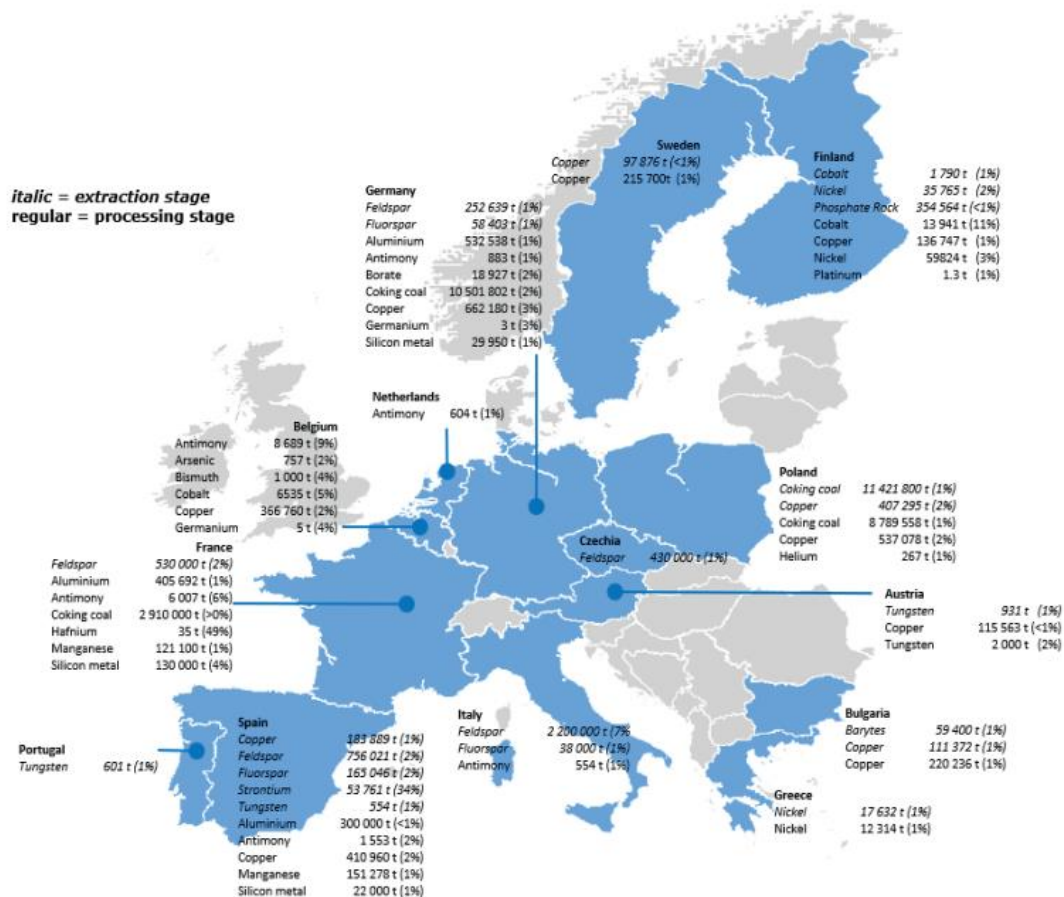 italic = extraction stage
regular = processing stage
Sweden
Copper 97 876 t (<1%)
Copper 215 700t (1%)
Finland
Cobalt 1 790 t (1%)
Nickel 35 765 t (2%)
Phosphate Rock 354 564 t (<1%)
Cobalt 13 941 t (11%)
Copper 136 747 t (1%)
Nickel 59824 t (3%)
Platinum 1.3 t (1%)
Germany
Feldspar 252 639 t (1%)
Fluorspar 58 403 t (1%)
Aluminium 532 538 t (1%)
Antimony 883 t (1%)
Borate 18 927 t (2%)
Coking coal 10 501 802 t (2%)
Copper 662 180 t (3%)
Germanium 3 t (3%)
Silicon metal 29 950 t (1%)
Netherlands
Antimony 604 t (1%)
Belgium
Antimony 8 689 t (9%)
Arsenic 757 t (2%)
Bismuth 1 000 t (4%)
Cobalt 6535 t (5%)
Copper 366 760 t (2%)
Germanium 5 t (4%)
Poland
Coking coal 11 421 800 t (1%)
Copper 407 295 t (2%)
Coking coal 8 789 558 t (1%)
Copper 537 078 t (2%)
Helium 267 t (1%)
Czechia
Feldspar 430 000 t (1%)
France
Feldspar 530 000 t (2%)
Aluminium 405 692 t (1%)
Antimony 6 007 t (6%)
Coking coal 2 910 000 t (>0%)
Hafnium 35 t (49%)
Manganese 121 100 t (1%)
Silicon metal 130 000 t (4%)
Austria
Tungsten 931 t (1%)
Copper 115 563 t (<1%)
Tungsten 2 000 t (2%)
Portugal
Tungsten 601 t (1%)
Spain
Copper 183 889 t (1%)
Feldspar 756 021 t (2%)
Fluorspar 165 046 t (2%)
Strontium 53 761 t (34%)
Tungsten 554 t (1%)
Aluminium 300 000 t (<1%)
Antimony 1 553 t (2%)
Copper 410 960 t (2%)
Manganese 151 278 t (1%)
Silicon metal 22 000 t (1%)
Italy
Feldspar 2 200 000 t (7%
Fluorspar 38 000 t (1%)
Antimony 554 t (1%)
Bulgaria
Barytes 59 400 t (1%)
Copper 111 372 t (1%)
Copper 220 236 t (1%)
Greece
Nickel 17 632 t (1%)
Nickel 12 314 t (1%)